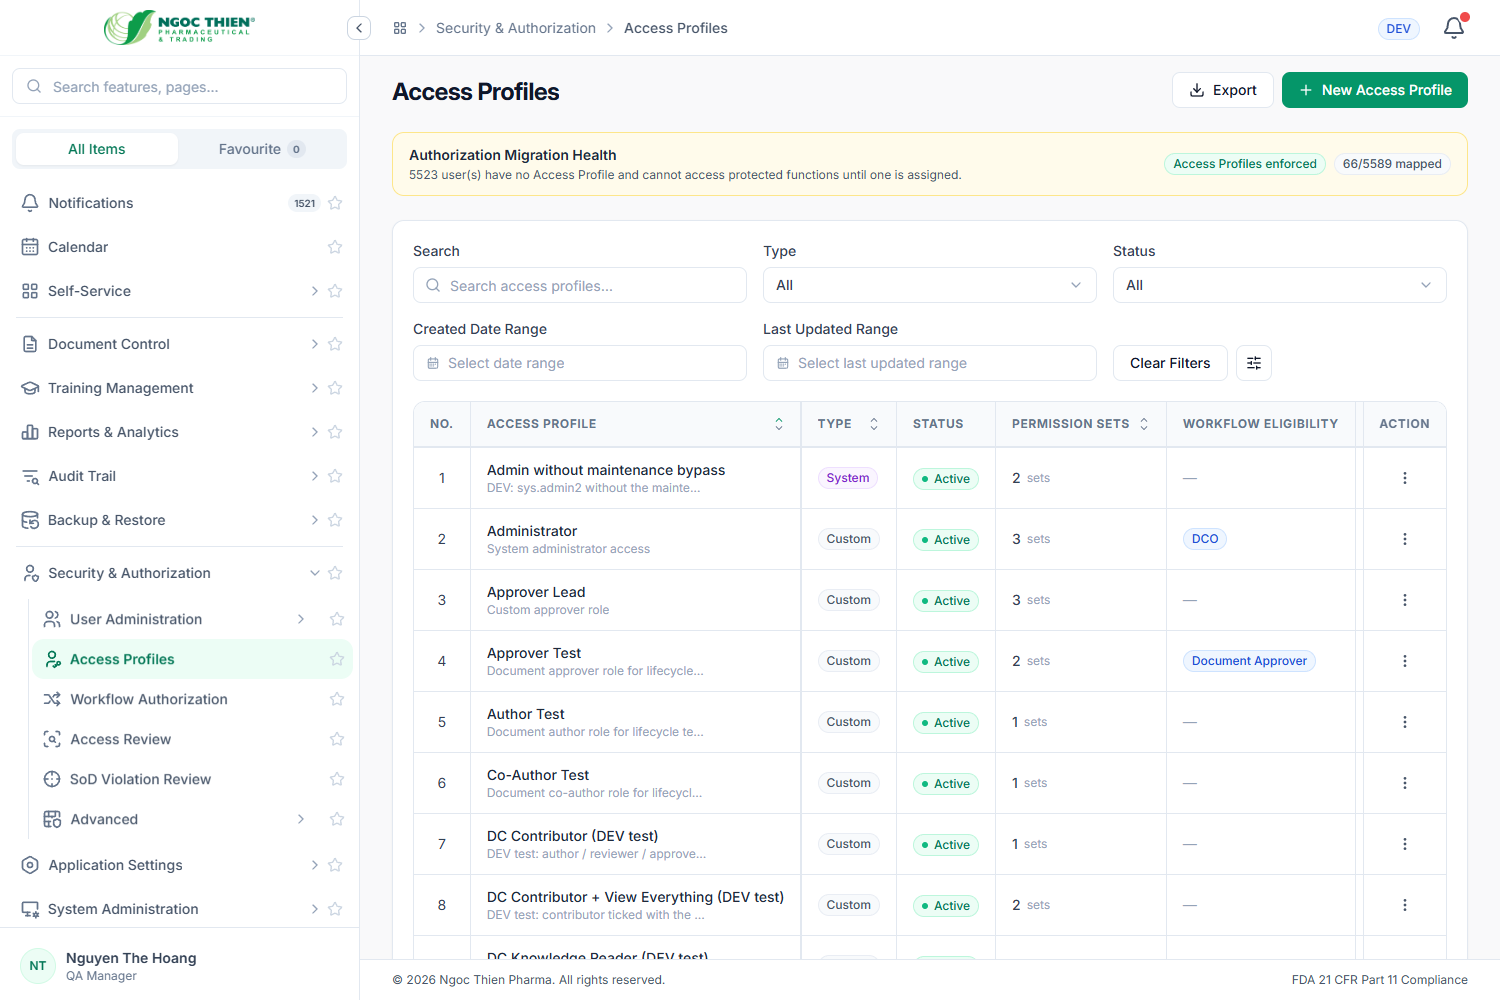 NGOC THIEN®
PHARMACEUTICAL
& TRADING
Search features, pages...
All Items
Favourite 0
Notifications 1521
Calendar
Self-Service
Document Control
Training Management
Reports & Analytics
Audit Trail
Backup & Restore
Security & Authorization
User Administration
Access Profiles
Workflow Authorization
Access Review
SoD Violation Review
Advanced
Application Settings
System Administration
NT
Nguyen The Hoang
QA Manager
Security & Authorization
Access Profiles
DEV
Access Profiles
Export
New Access Profile
Authorization Migration Health
5523 user(s) have no Access Profile and cannot access protected functions until one is assigned.
Access Profiles enforced
66/5589 mapped
Search
Type
Status
Search access profiles...
All
All
Created Date Range
Last Updated Range
Select date range
Select last updated range
Clear Filters
NO. ACCESS PROFILE TYPE STATUS PERMISSION SETS WORKFLOW ELIGIBILITY ACTION
1 Admin without maintenance bypass System Active 2 sets —
DEV: sys.admin2 without the mainte...
2 Administrator Custom Active 3 sets DCO
System administrator access
3 Approver Lead Custom Active 3 sets —
Custom approver role
4 Approver Test Custom Active 2 sets Document Approver
Document approver role for lifecycle...
5 Author Test Custom Active 1 sets —
Document author role for lifecycle te...
6 Co-Author Test Custom Active 1 sets —
Document co-author role for lifecycl...
7 DC Contributor (DEV test) Custom Active 1 sets —
DEV test: author / reviewer / approve...
8 DC Contributor + View Everything (DEV test) Custom Active 2 sets —
DEV test: contributor ticked with the ...
DC Knowledge Reader (DEV test)
© 2026 Ngoc Thien Pharma. All rights reserved.
FDA 21 CFR Part 11 Compliance